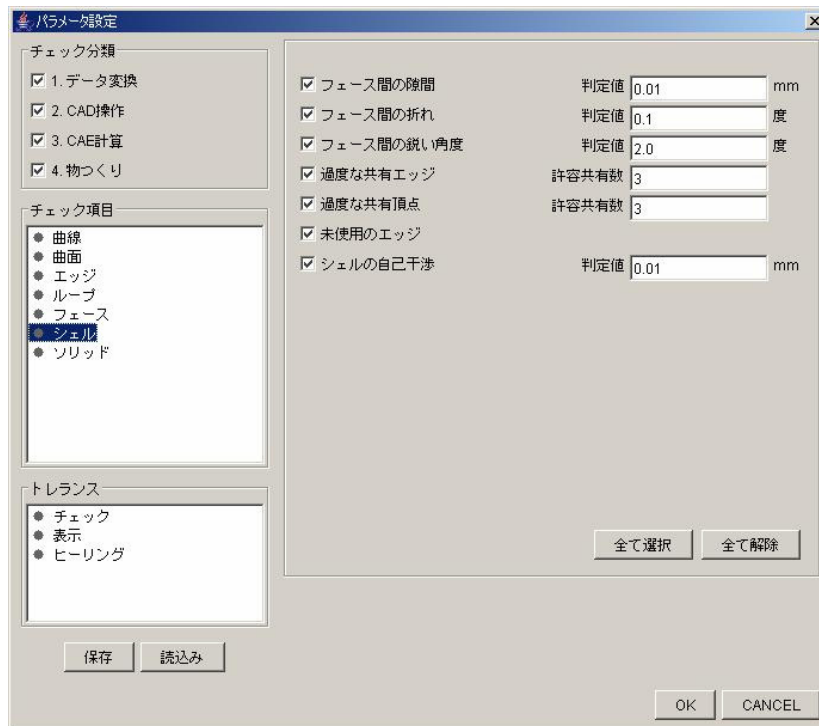 パラメータ設定
チェック分類
1. データ変換
2. CAD操作
3. CAE計算
4. 物つくり
チェック項目
曲線
曲面
エッジ
ループ
フェース
シェル
ソリッド
トレランス
チェック
表示
ヒーリング
保存 読込み
フェース間の隙間 判定値 0.01 mm
フェース間の折れ 判定値 0.1 度
フェース間の鋭い角度 判定値 2.0 度
過度な共有エッジ 許容共有数 3
過度な共有頂点 許容共有数 3
未使用のエッジ
シェルの自己干渉 判定値 0.01 mm
全て選択 全て解除
OK CANCEL